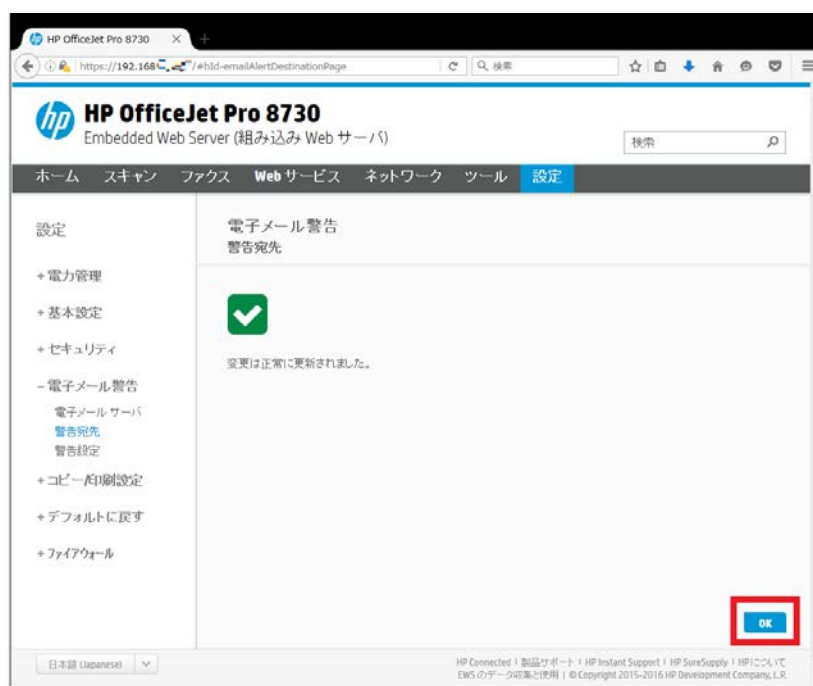 HP OfficeJet Pro 8730
https://192.168
/#hId-emailAlertDestinationPage
検索
hp
HP OfficeJet Pro 8730
Embedded Web Server (組み込み Web サーバ)
検索
ホーム スキャン ファクス Web サービス ネットワーク ツール 設定
設定
電子メール警告
警告宛先
+ 電力管理
+ 基本設定
+ セキュリティ
変更は正常に更新されました。
- 電子メール警告
電子メール サーバ
警告宛先
警告設定
+ コピー/印刷設定
+ デフォルトに戻す
+ ファイアウォール
OK
日本語 (Japanese)
HP Connected | 製品サポート | HP Instant Support | HP SureSupply | HPについて
EWS のデータ収集と使用 | © Copyright 2015-2016 HP Development Company, L.P.